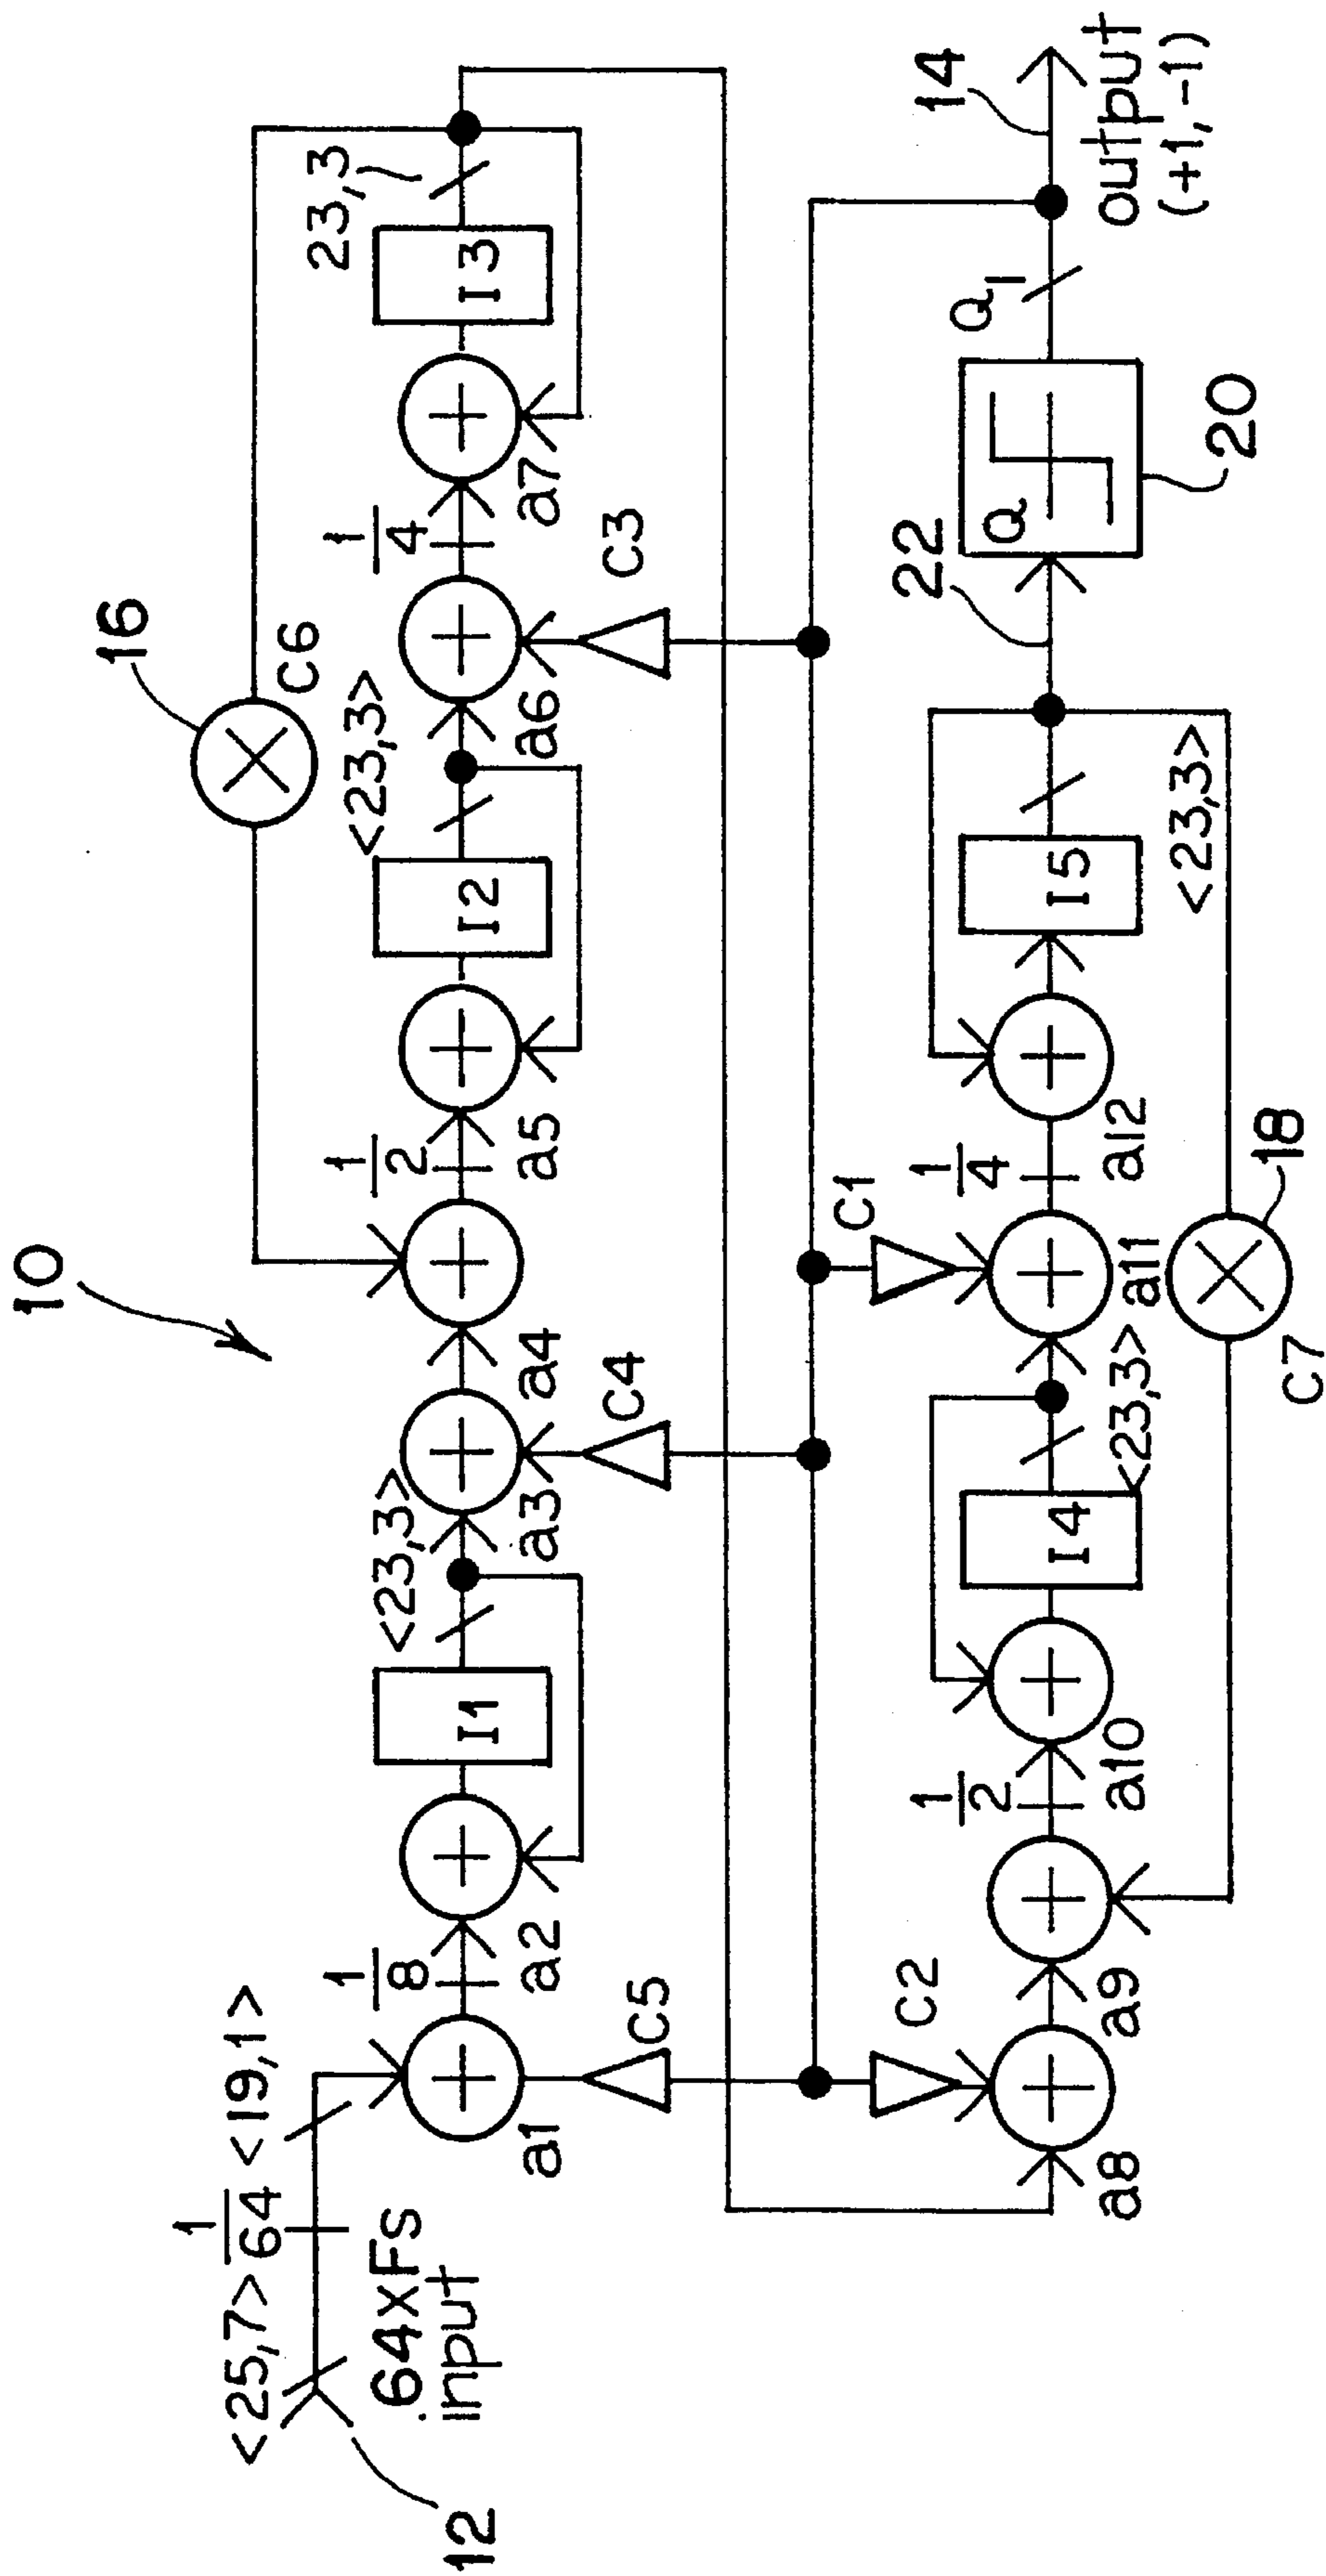 10
16
C6
<25,7>
1/64
<19,1>
1/8
<23,3>
1/2
<23,3>
1/4
23,3
I1
I2
I3
12
64xFs
input
a1
a2
a3
a4
a5
a6
a7
C5
C4
C3
C2
C1
22
Q
Q
1
14
1/2
1/4
I4
I5
output
(+1,-1)
a8
a9
a10
<23,3>
a11
a12
<23,3>
20
C7
18